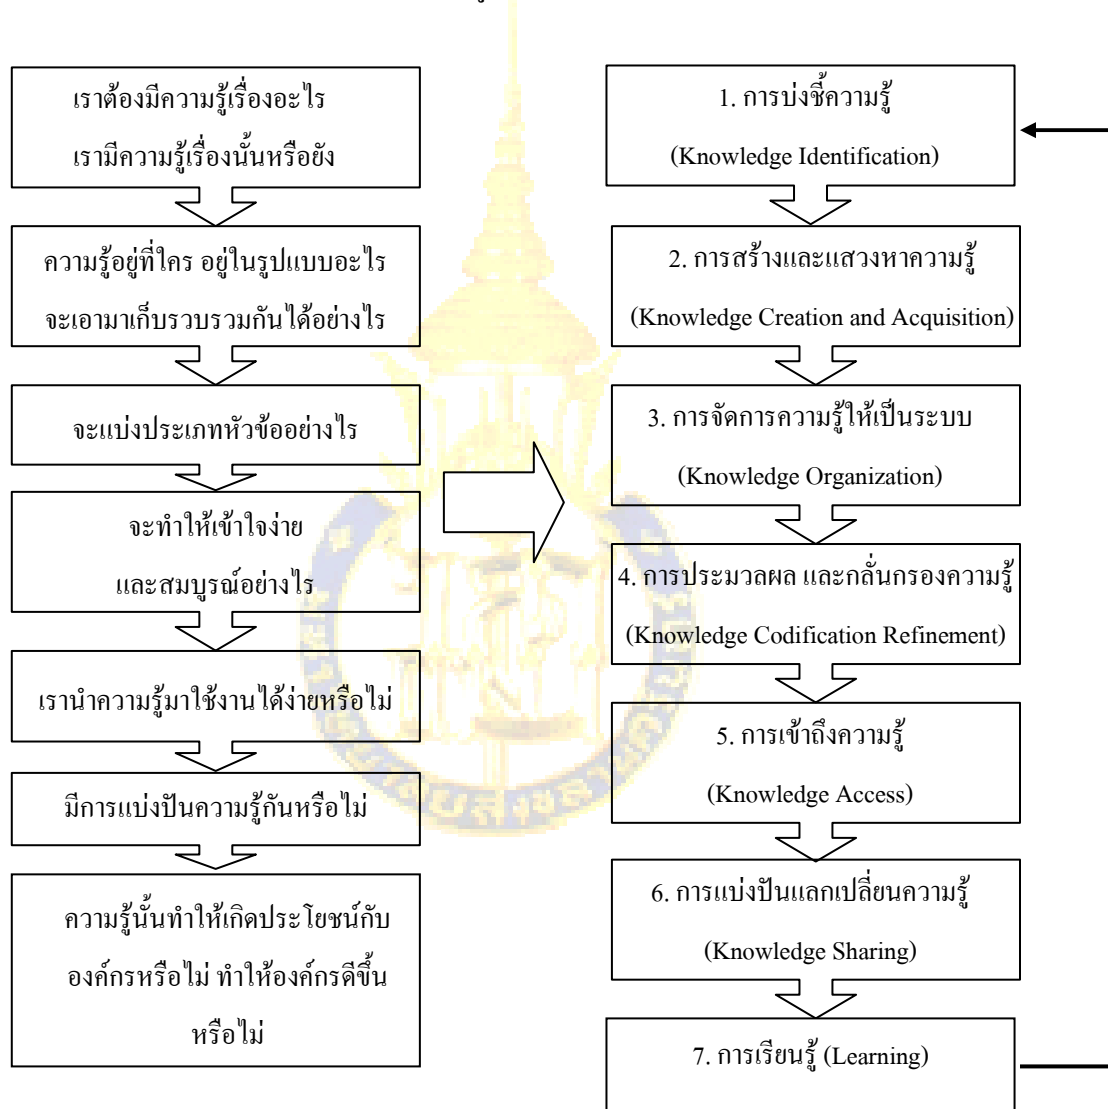 เราต้องมีความรู้เรื่องอะไร
เรามีความรู้เรื่องนั้นหรือยัง
ความรู้อยู่ที่ใคร อยู่ในรูปแบบอะไร
จะเอามาเก็บรวบรวมกันได้อย่างไร
จะแบ่งประเภทหัวข้ออย่างไร
จะทำให้เข้าใจง่าย
และสมบูรณ์อย่างไร
เรานำความรู้มาใช้งานได้ง่ายหรือไม่
มีการแบ่งปันความรู้กันหรือไม่
ความรู้นั้นทำให้เกิดประโยชน์กับ
องค์กรหรือไม่ ทำให้องค์กรดีขึ้น
หรือไม่
1. การบ่งชี้ความรู้
(Knowledge Identification)
2. การสร้างและแสวงหาความรู้
(Knowledge Creation and Acquisition)
3. การจัดการความรู้ให้เป็นระบบ
(Knowledge Organization)
4. การประมวลผล และกลั่นกรองความรู้
(Knowledge Codification Refinement)
5. การเข้าถึงความรู้
(Knowledge Access)
6. การแบ่งปันแลกเปลี่ยนความรู้
(Knowledge Sharing)
7. การเรียนรู้ (Learning)